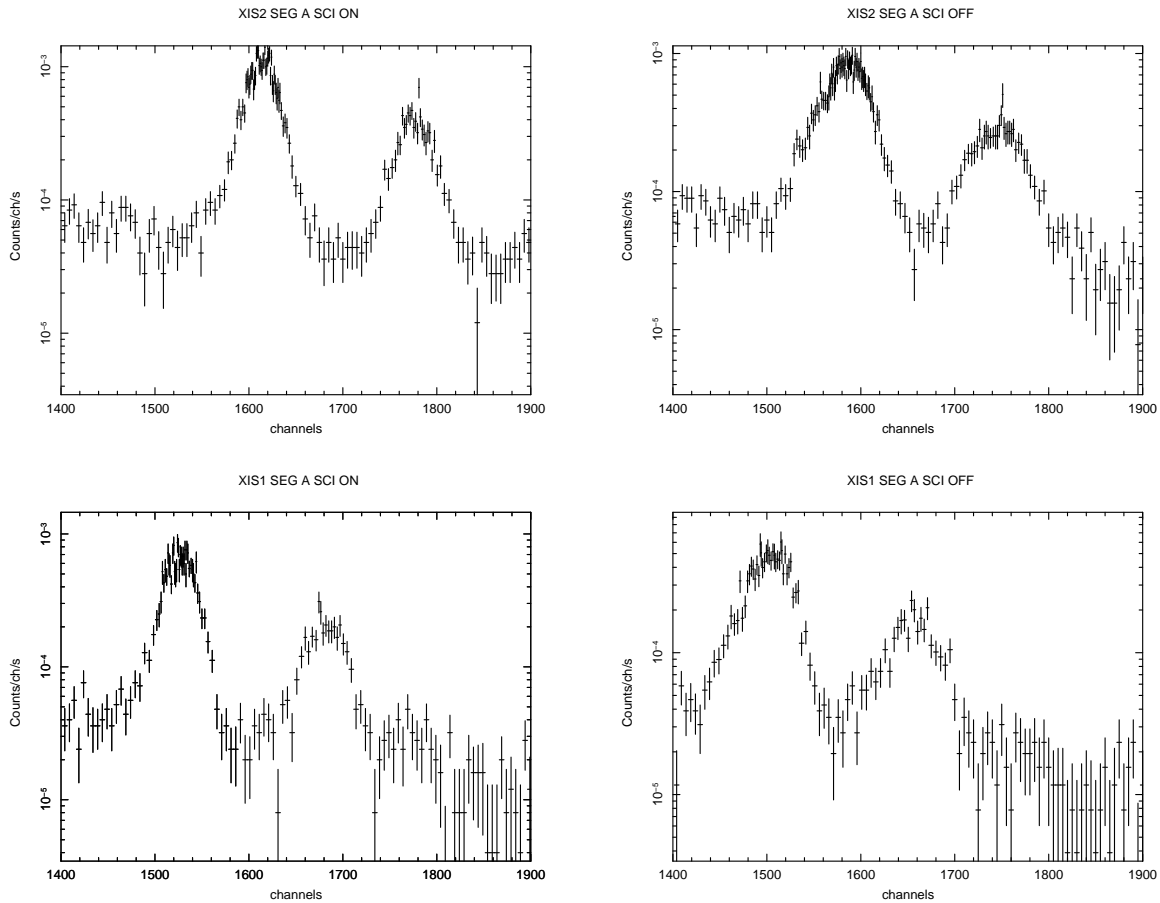 XIS2 SEG A SCI ON
Counts/ch/s
10⁻³
10⁻⁴
10⁻⁵
1400 1500 1600 1700 1800 1900
channels
XIS2 SEG A SCI OFF
Counts/ch/s
10⁻³
10⁻⁴
10⁻⁵
1400 1500 1600 1700 1800 1900
channels
XIS1 SEG A SCI ON
Counts/ch/s
10⁻³
10⁻⁴
10⁻⁵
1400 1500 1600 1700 1800 1900
channels
XIS1 SEG A SCI OFF
Counts/ch/s
10⁻⁴
10⁻⁵
1400 1500 1600 1700 1800 1900
channels